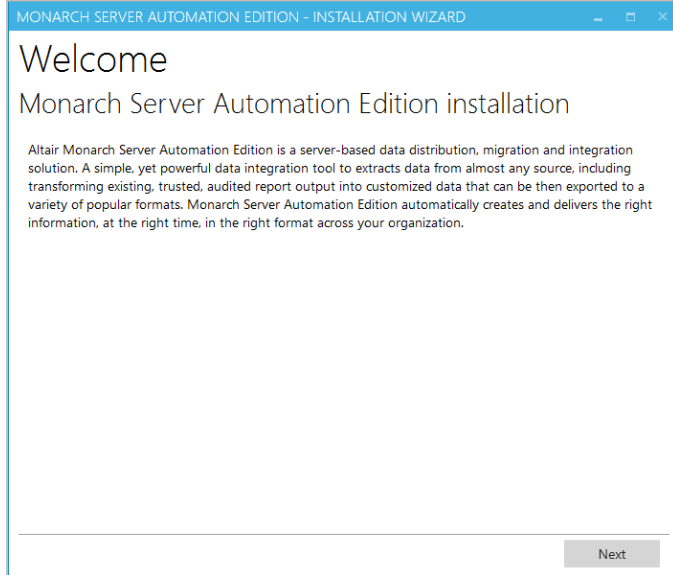 MONARCH SERVER AUTOMATION EDITION - INSTALLATION WIZARD
Welcome
Monarch Server Automation Edition installation
Altair Monarch Server Automation Edition is a server-based data distribution, migration and integration
solution. A simple, yet powerful data integration tool to extracts data from almost any source, including
transforming existing, trusted, audited report output into customized data that can be then exported to a
variety of popular formats. Monarch Server Automation Edition automatically creates and delivers the right
information, at the right time, in the right format across your organization.
Next